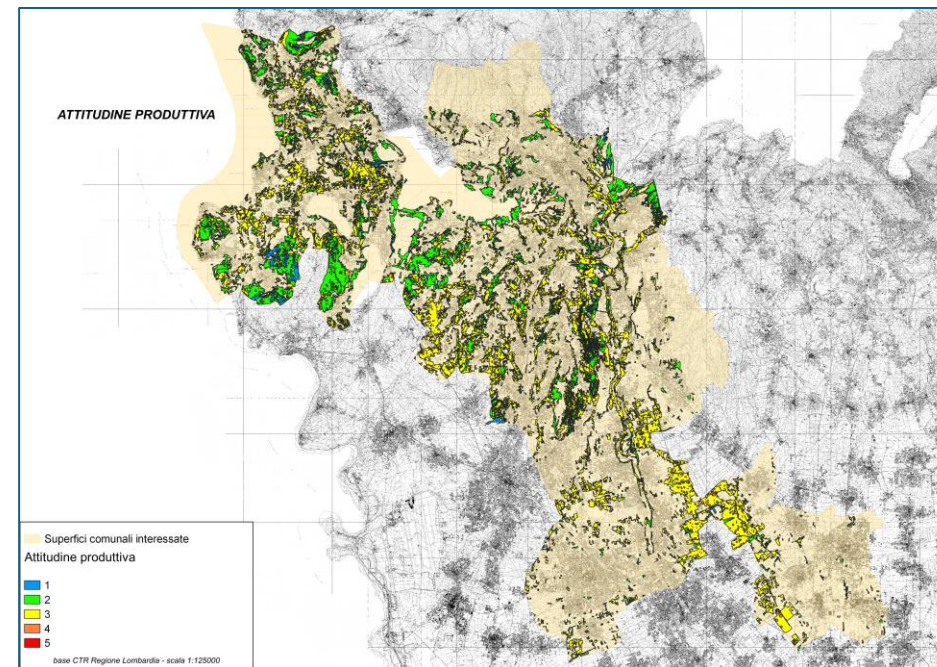 ATTITUDINE PRODUTTIVA
Superfici comunali interessate
Attitudine produttiva
1
2
3
4
5
base CTR Regione Lombardia - scala 1:125000